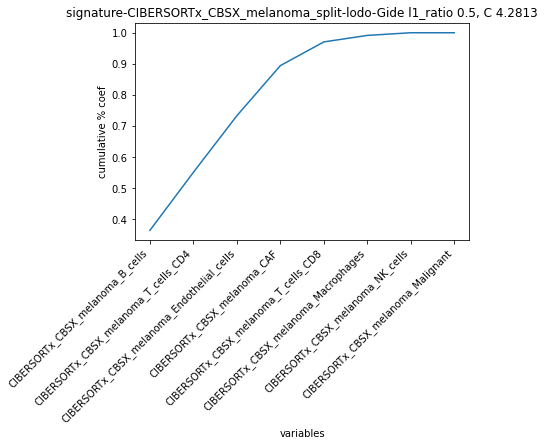 signature-CIBERSORTx_CBSX_melanoma_split-lodo-Gide l1_ratio 0.5, C 4.2813
1.0
0.9
0.8
0.7
0.6
0.5
0.4
cumulative % coef
CIBERSORTx_CBSX_melanoma_B_cells
CIBERSORTx_CBSX_melanoma_T_cells_CD4
CIBERSORTx_CBSX_melanoma_Endothelial_cells
CIBERSORTx_CBSX_melanoma_CAF
CIBERSORTx_CBSX_melanoma_T_cells_CD8
CIBERSORTx_CBSX_melanoma_Macrophages
CIBERSORTx_CBSX_melanoma_NK_cells
CIBERSORTx_CBSX_melanoma_Malignant
variables